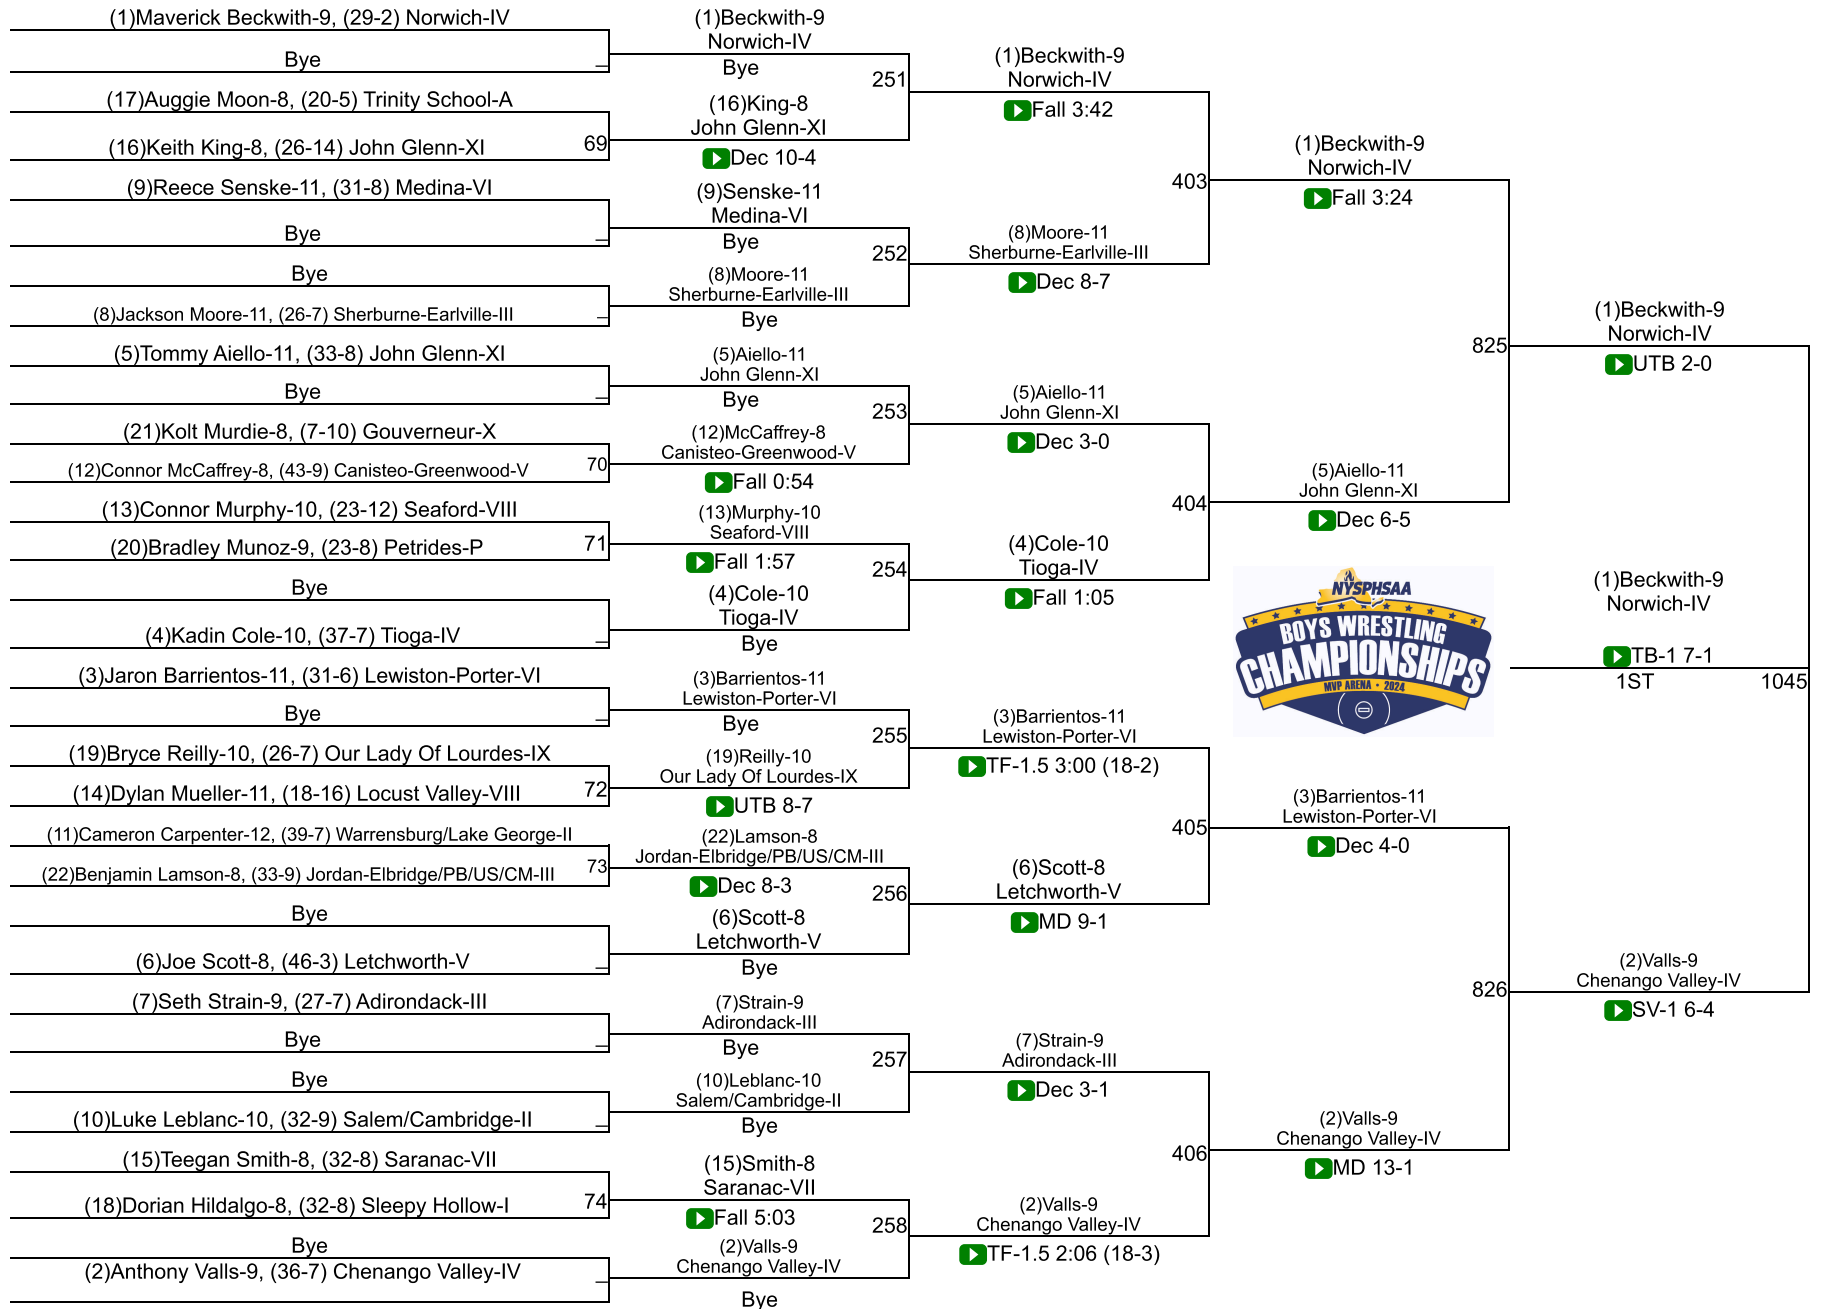 (1)Maverick Beckwith-9, (29-2) Norwich-IV
Bye
(17)Auggie Moon-8, (20-5) Trinity School-A
(16)Keith King-8, (26-14) John Glenn-XI
69
(9)Reece Senske-11, (31-8) Medina-VI
Bye
Bye
(8)Jackson Moore-11, (26-7) Sherburne-Earlville-III
(5)Tommy Aiello-11, (33-8) John Glenn-XI
Bye
(21)Kolt Murdie-8, (7-10) Gouverneur-X
(12)Connor McCaffrey-8, (43-9) Canisteo-Greenwood-V
70
(13)Connor Murphy-10, (23-12) Seaford-VIII
(20)Bradley Munoz-9, (23-8) Petrides-P
71
Bye
(4)Kadin Cole-10, (37-7) Tioga-IV
(3)Jaron Barrientos-11, (31-6) Lewiston-Porter-VI
Bye
(19)Bryce Reilly-10, (26-7) Our Lady Of Lourdes-IX
(14)Dylan Mueller-11, (18-16) Locust Valley-VIII
72
(11)Cameron Carpenter-12, (39-7) Warrensburg/Lake George-II
(22)Benjamin Lamson-8, (33-9) Jordan-Elbridge/PB/US/CM-III
73
Bye
(6)Joe Scott-8, (46-3) Letchworth-V
(7)Seth Strain-9, (27-7) Adirondack-III
Bye
Bye
(10)Luke Leblanc-10, (32-9) Salem/Cambridge-II
(15)Teegan Smith-8, (32-8) Saranac-VII
(18)Dorian Hildalgo-8, (32-8) Sleepy Hollow-I
74
Bye
(2)Anthony Valls-9, (36-7) Chenango Valley-IV
(1)Beckwith-9
Norwich-IV
Bye
251
(16)King-8
John Glenn-XI
Dec 10-4
(9)Senske-11
Medina-VI
Bye
252
(8)Moore-11
Sherburne-Earlville-III
Bye
(5)Aiello-11
John Glenn-XI
Bye
253
(12)McCaffrey-8
Canisteo-Greenwood-V
Fall 0:54
(13)Murphy-10
Seaford-VIII
Fall 1:57
254
(4)Cole-10
Tioga-IV
Bye
(3)Barrientos-11
Lewiston-Porter-VI
Bye
255
(19)Reilly-10
Our Lady Of Lourdes-IX
UTB 8-7
(22)Lamson-8
Jordan-Elbridge/PB/US/CM-III
Dec 8-3
256
(6)Scott-8
Letchworth-V
Bye
(7)Strain-9
Adirondack-III
Bye
257
(10)Leblanc-10
Salem/Cambridge-II
Bye
(15)Smith-8
Saranac-VII
Fall 5:03
258
(2)Valls-9
Chenango Valley-IV
Bye
(1)Beckwith-9
Norwich-IV
Fall 3:42
403
(8)Moore-11
Sherburne-Earlville-III
Dec 8-7
(5)Aiello-11
John Glenn-XI
Dec 3-0
404
(4)Cole-10
Tioga-IV
Fall 1:05
(3)Barrientos-11
Lewiston-Porter-VI
TF-1.5 3:00 (18-2)
405
(6)Scott-8
Letchworth-V
MD 9-1
(7)Strain-9
Adirondack-III
Dec 3-1
406
(2)Valls-9
Chenango Valley-IV
TF-1.5 2:06 (18-3)
(1)Beckwith-9
Norwich-IV
Fall 3:24
825
(5)Aiello-11
John Glenn-XI
Dec 6-5
NYSPHSAA
BOYS WRESTLING
CHAMPIONSHIPS
MVP ARENA • 2024
(3)Barrientos-11
Lewiston-Porter-VI
Dec 4-0
826
(2)Valls-9
Chenango Valley-IV
MD 13-1
(1)Beckwith-9
Norwich-IV
UTB 2-0
(1)Beckwith-9
Norwich-IV
TB-1 7-1
1ST
1045
(2)Valls-9
Chenango Valley-IV
SV-1 6-4